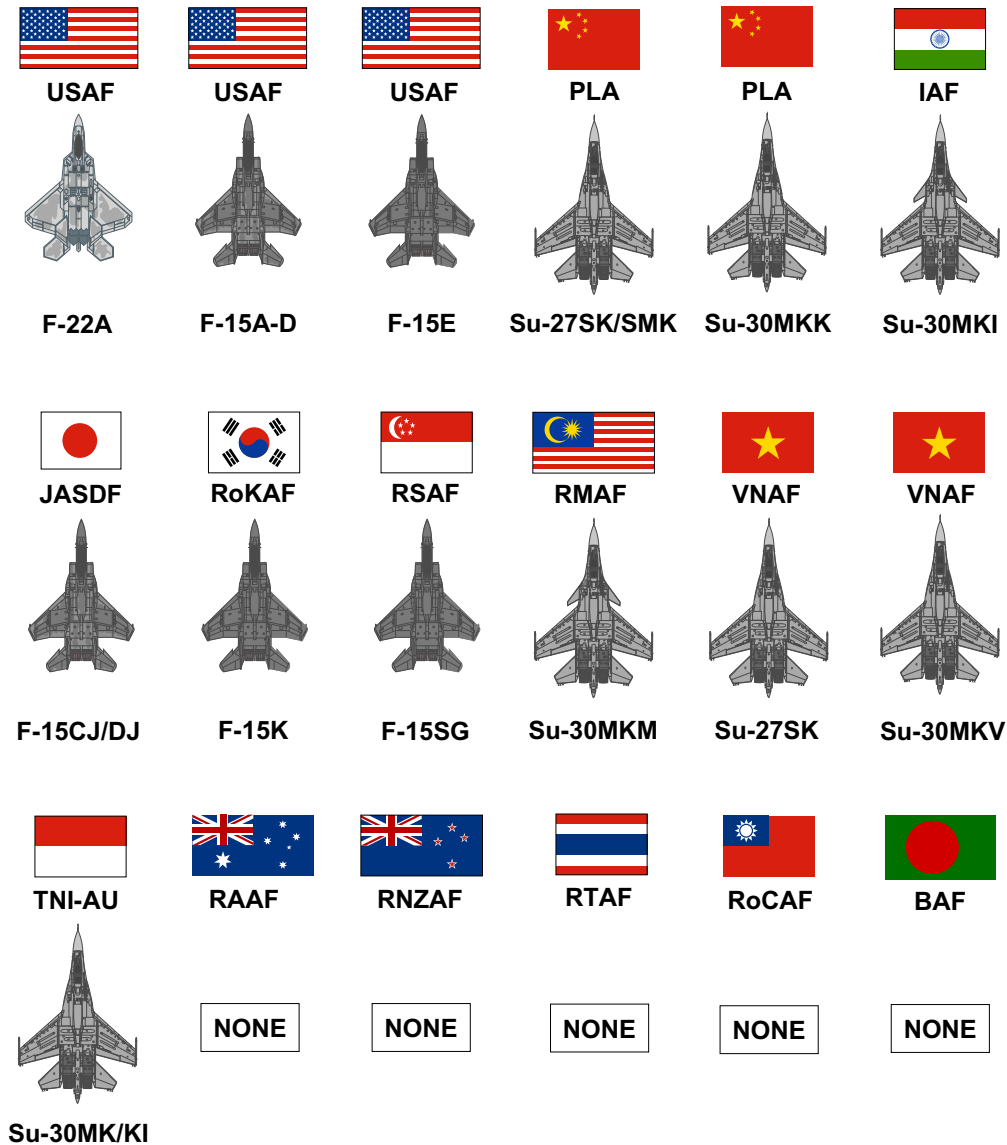 USAF USAF USAF PLA PLA IAF
F-22A F-15A-D F-15E Su-27SK/SMK Su-30MKK Su-30MKI
JASDF RoKAF RSAF RMAF VNAF VNAF
F-15CJ/DJ F-15K F-15SG Su-30MKM Su-27SK Su-30MKV
TNI-AU RAAF RNZAF RTAF RoCAF BAF
NONE NONE NONE NONE NONE
Su-30MK/KI